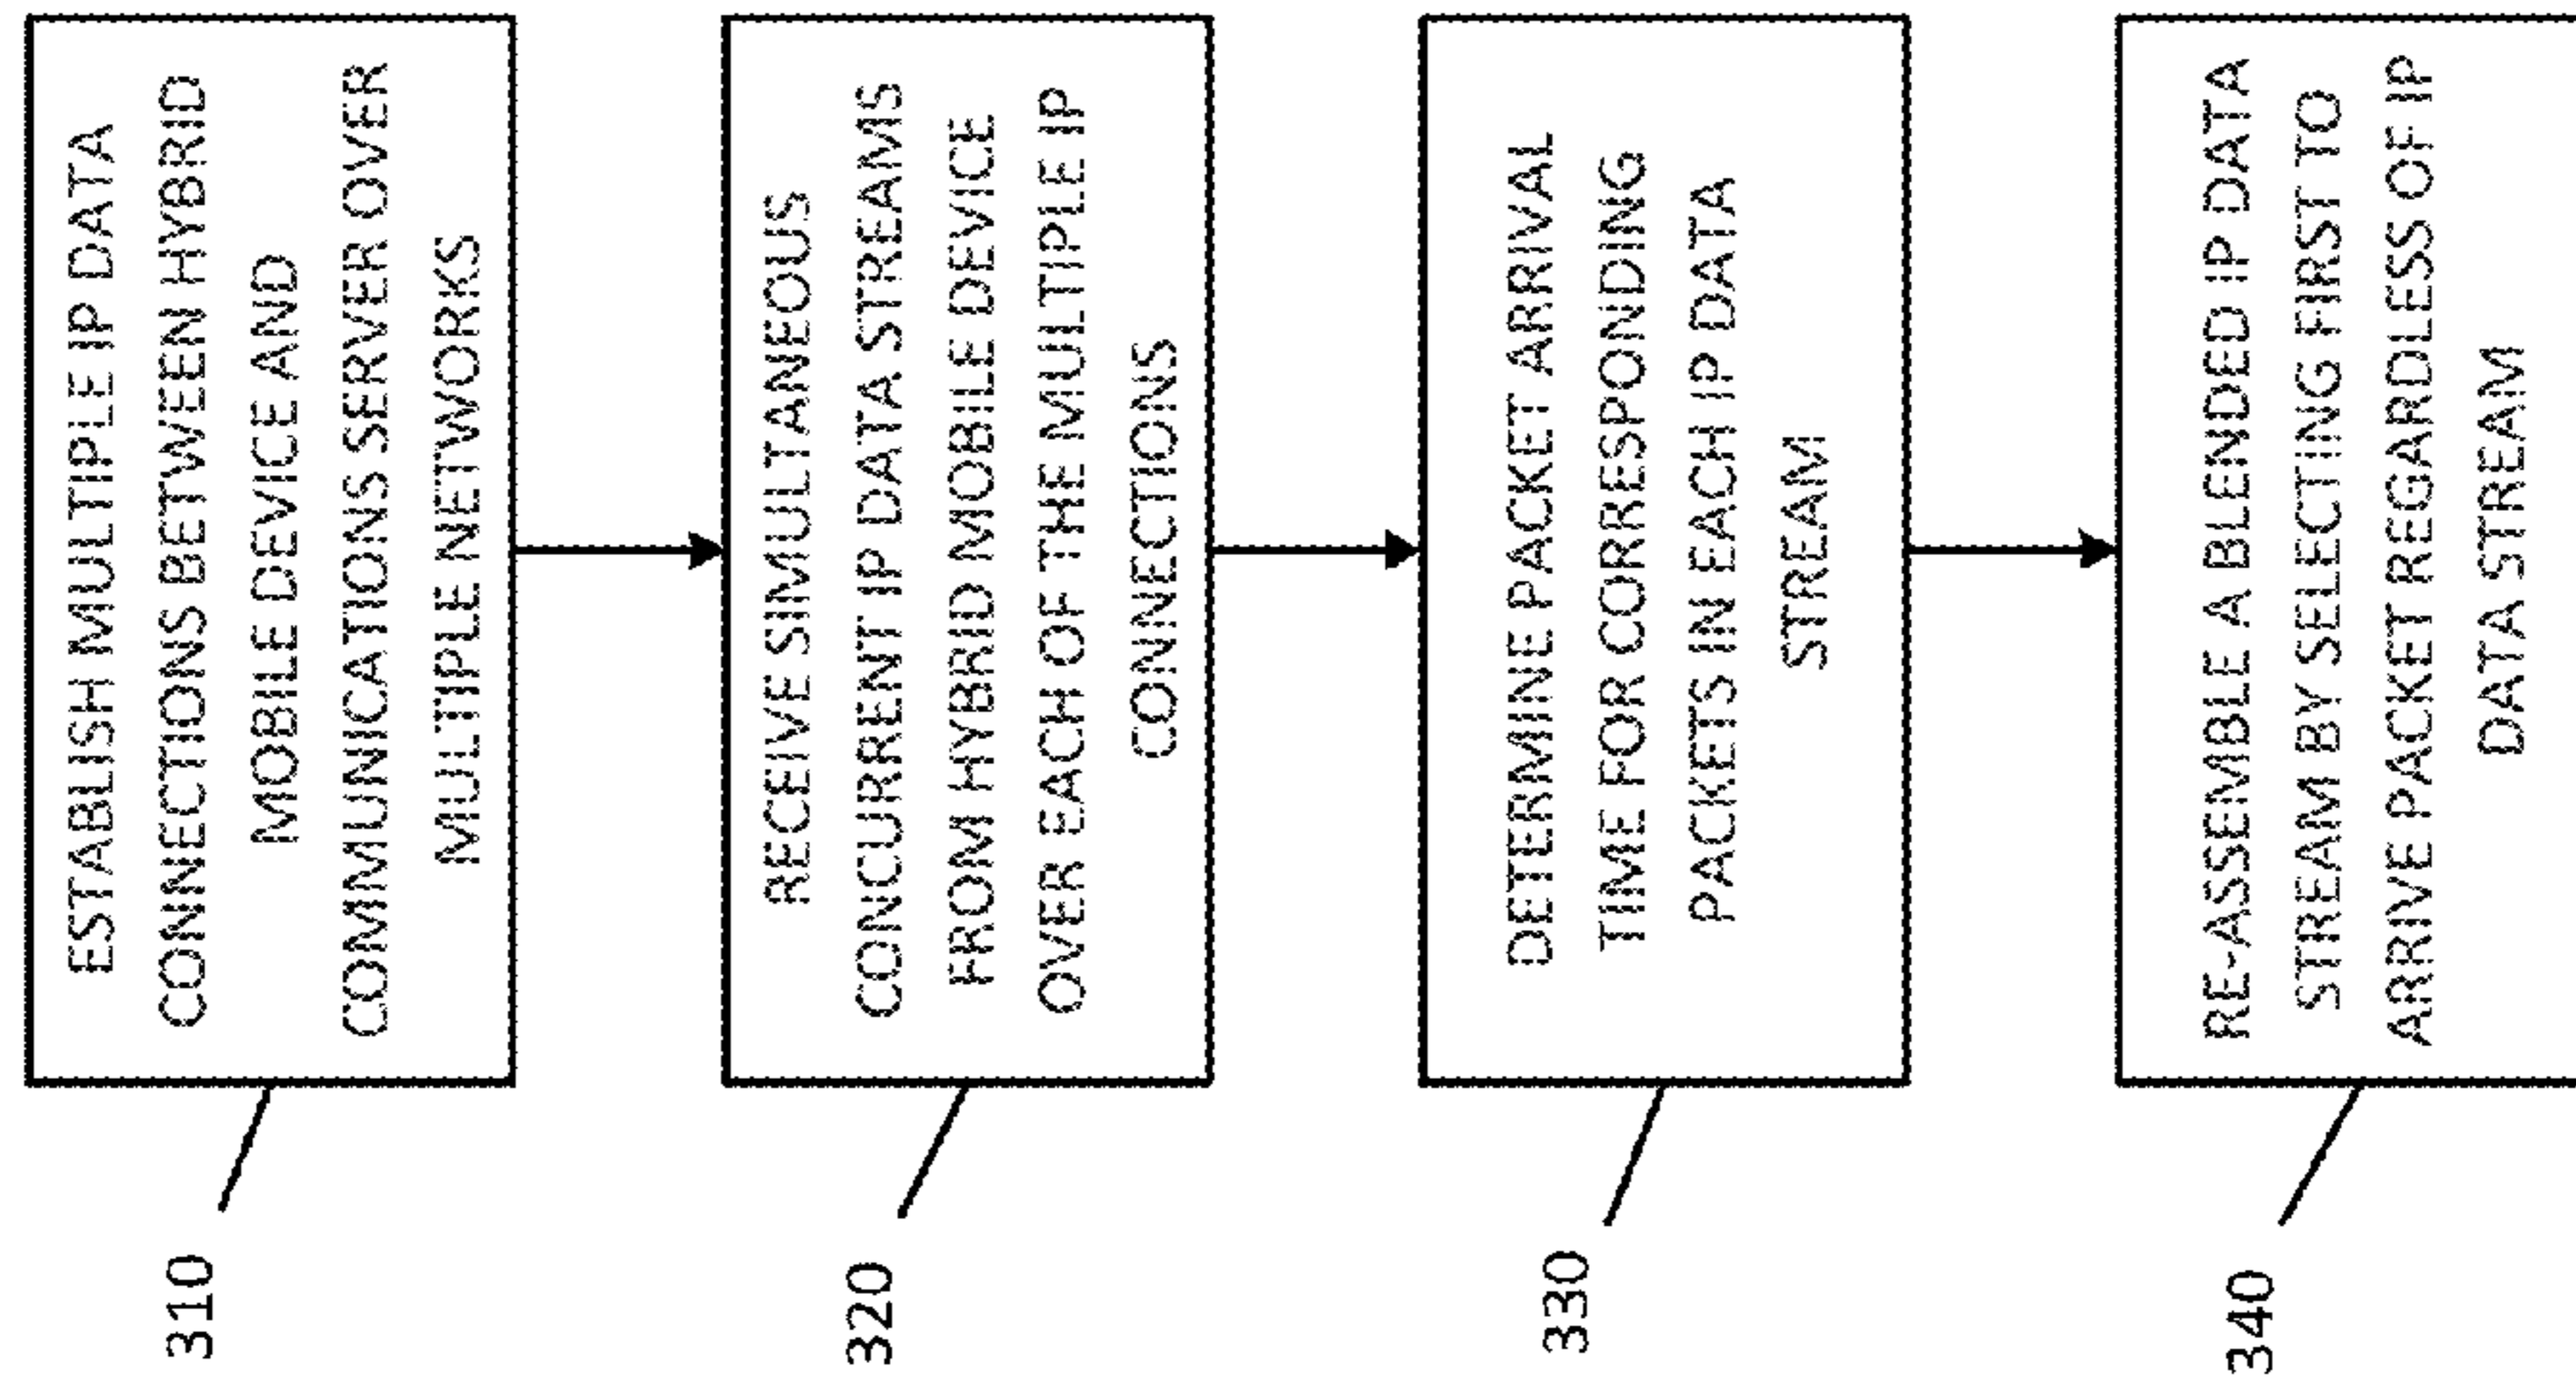 310
ESTABLISH MULTIPLE IP DATA
CONNECTIONS BETWEEN HYBRID
MOBILE DEVICE AND
COMMUNICATIONS SERVER OVER
MULTIPLE NETWORKS
320
RECEIVE SIMULTANEOUS
CONCURRENT IP DATA STREAMS
FROM HYBRID MOBILE DEVICE
OVER EACH OF THE MULTIPLE IP
CONNECTIONS
330
DETERMINE PACKET ARRIVAL
TIME FOR CORRESPONDING
PACKETS IN EACH IP DATA
STREAM
340
RE-ASSEMBLE A BLENDED IP DATA
STREAM BY SELECTING FIRST TO
ARRIVE PACKET REGARDLESS OF IP
DATA STREAM